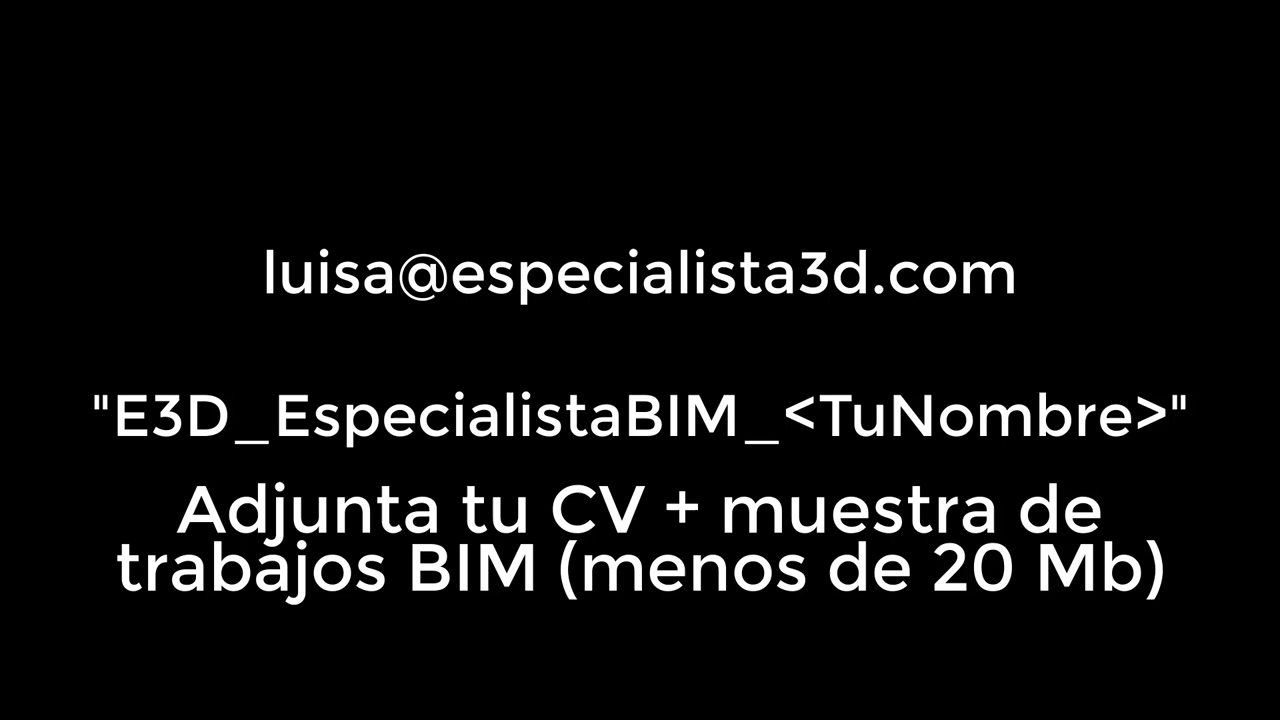 luisa@especialista3d.com
"E3D_EspecialistaBIM_<TuNombre>"
Adjunta tu CV + muestra de
trabajos BIM (menos de 20 Mb)